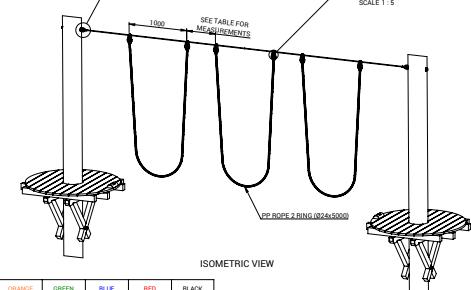 SCALE 1 : 5
1000
SEE TABLE FOR
MEASUREMENTS
PP ROPE 2 RING (Ø24x5000)
ISOMETRIC VIEW
ORANGE GREEN BLUE RED BLACK